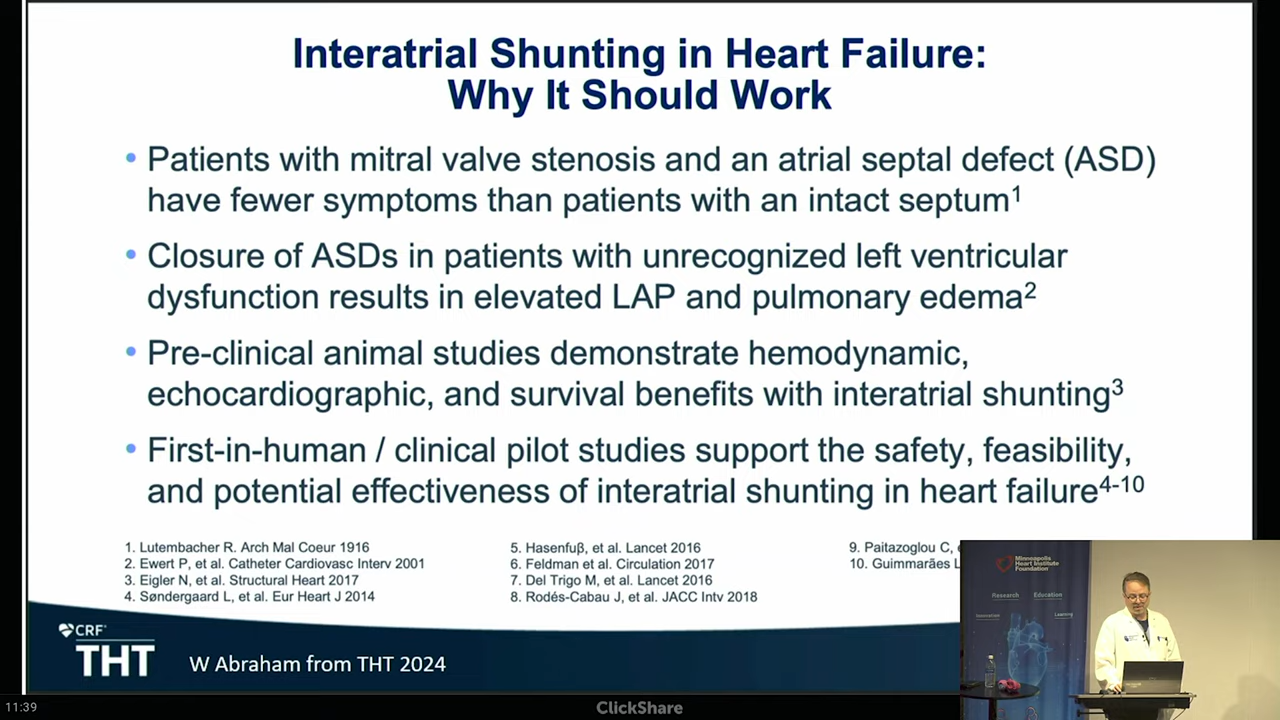 Interatrial Shunting in Heart Failure:
Why It Should Work
• Patients with mitral valve stenosis and an atrial septal defect (ASD)
have fewer symptoms than patients with an intact septum1
• Closure of ASDs in patients with unrecognized left ventricular
dysfunction results in elevated LAP and pulmonary edema2
• Pre-clinical animal studies demonstrate hemodynamic,
echocardiographic, and survival benefits with interatrial shunting3
• First-in-human / clinical pilot studies support the safety, feasibility,
and potential effectiveness of interatrial shunting in heart failure4-10
1. Lutembacher R. Arch Mal Coeur 1916
2. Ewert P, et al. Catheter Cardiovasc Interv 2001
3. Eigler N, et al. Structural Heart 2017
4. Søndergaard L, et al. Eur Heart J 2014
5. Hasenfuβ, et al. Lancet 2016
6. Feldman et al. Circulation 2017
7. Del Trigo M, et al. Lancet 2016
8. Rodés-Cabau J, et al. JACC Intv 2018
9. Paitazoglou C,
10. Guimmarães L
CRF®
THT
W Abraham from THT 2024
Minneapolis
Heart Institute
Foundation
Research Education
Innovation Learning
11:39
ClickShare